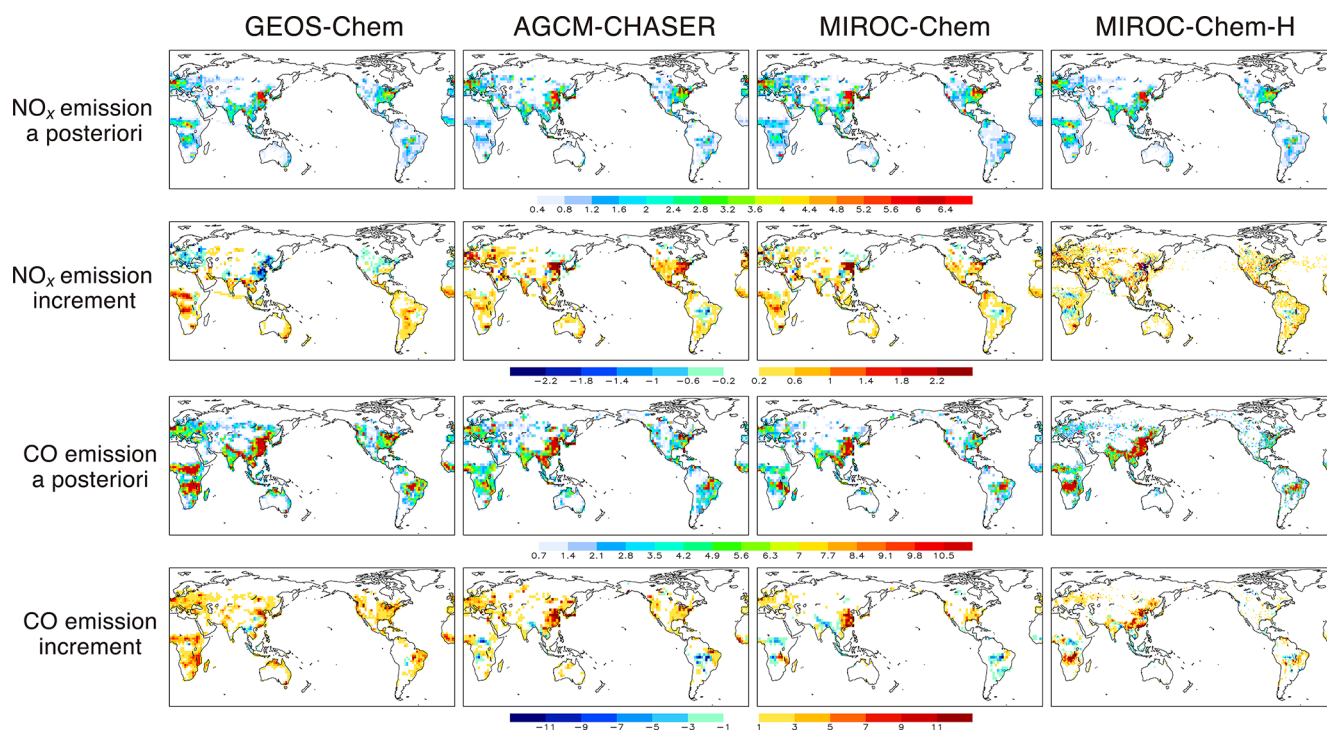 GEOS-Chem AGCM-CHASER MIROC-Chem MIROC-Chem-H
NOx emission
a posteriori
0.4 0.8 1.2 1.6 2 2.4 2.8 3.2 3.6 4 4.4 4.8 5.2 5.6 6 6.4
NOx emission
increment
−2.2 −1.8 −1.4 −1 −0.6 −0.2 0.2 0.6 1 1.4 1.8 2.2
CO emission
a posteriori
0.7 1.4 2.1 2.8 3.5 4.2 4.9 5.6 6.3 7 7.7 8.4 9.1 9.8 10.5
CO emission
increment
−11 −9 −7 −5 −3 −1 1 3 5 7 9 11